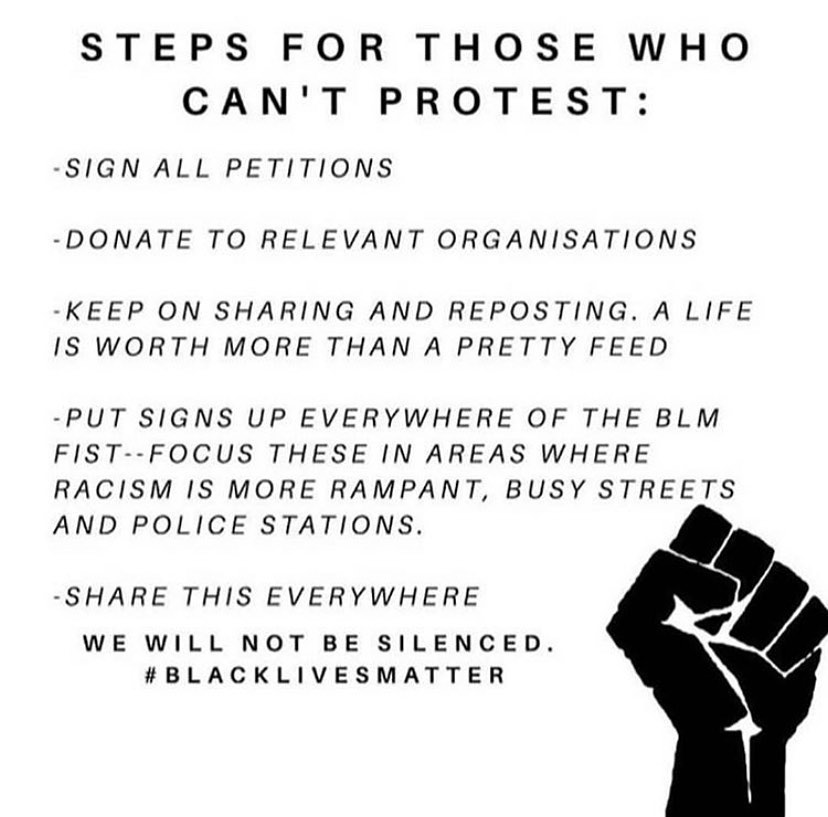 STEPS FOR THOSE WHO
CAN'T PROTEST:
-SIGN ALL PETITIONS
-DONATE TO RELEVANT ORGANISATIONS
-KEEP ON SHARING AND REPOSTING. A LIFE
IS WORTH MORE THAN A PRETTY FEED
-PUT SIGNS UP EVERYWHERE OF THE BLM
FIST--FOCUS THESE IN AREAS WHERE
RACISM IS MORE RAMPANT, BUSY STREETS
AND POLICE STATIONS.
-SHARE THIS EVERYWHERE
WE WILL NOT BE SILENCED.
#BLACKLIVESMATTER